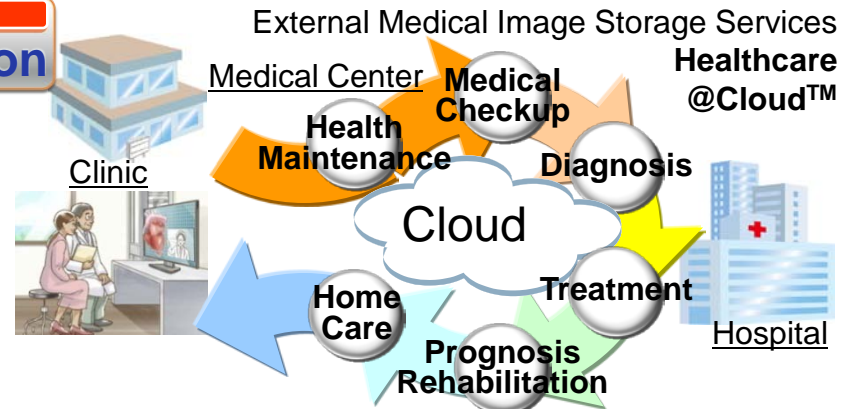 External Medical Image Storage Services
Healthcare
@Cloud™
on
Medical Center
Medical
Checkup
Health
Maintenance
Clinic
Diagnosis
Cloud
Treatment
Home
Care
Hospital
Prognosis
Rehabilitation